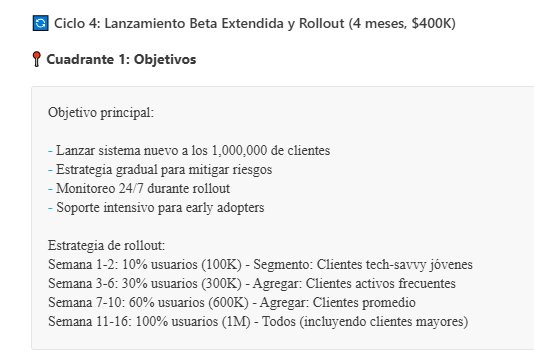 🔄 Ciclo 4: Lanzamiento Beta Extendida y Rollout (4 meses, $400K)
📍 Cuadrante 1: Objetivos
Objetivo principal:
- Lanzar sistema nuevo a los 1,000,000 de clientes
- Estrategia gradual para mitigar riesgos
- Monitoreo 24/7 durante rollout
- Soporte intensivo para early adopters
Estrategia de rollout:
Semana 1-2: 10% usuarios (100K) - Segmento: Clientes tech-savvy jóvenes
Semana 3-6: 30% usuarios (300K) - Agregar: Clientes activos frecuentes
Semana 7-10: 60% usuarios (600K) - Agregar: Clientes promedio
Semana 11-16: 100% usuarios (1M) - Todos (incluyendo clientes mayores)